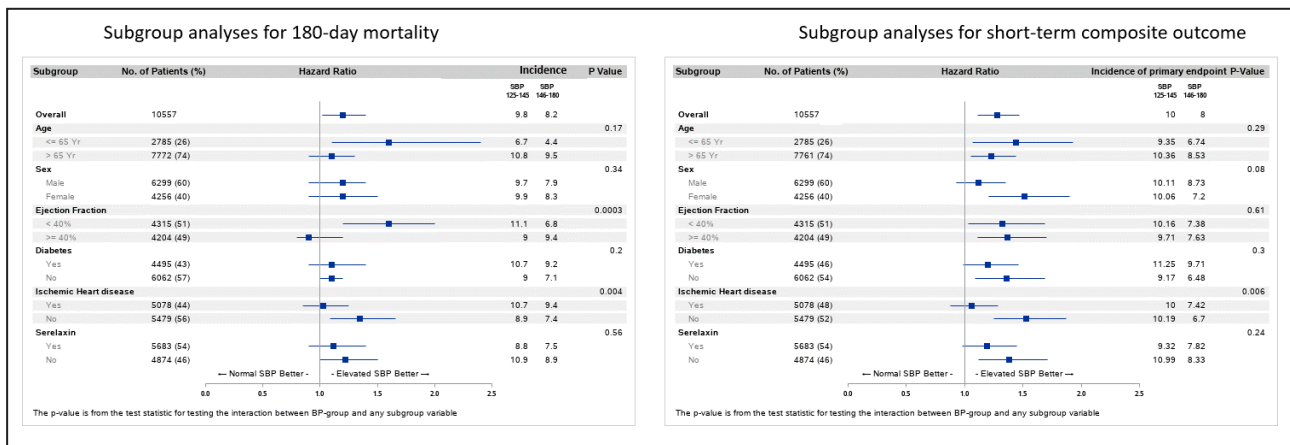 Subgroup analyses for 180-day mortality
Subgroup No. of Patients (%) Hazard Ratio Incidence P Value
SBP SBP
125-145 146-180
Overall 10557 9.8 8.2
Age 0.17
<= 65 Yr 2785 (26) 6.7 4.4
> 65 Yr 7772 (74) 10.8 9.5
Sex 0.34
Male 6299 (60) 9.7 7.9
Female 4256 (40) 9.9 8.3
Ejection Fraction 0.0003
< 40% 4315 (51) 11.1 6.8
>= 40% 4204 (49) 9 9.4
Diabetes 0.2
Yes 4495 (43) 10.7 9.2
No 6062 (57) 9 7.1
Ischemic Heart disease 0.004
Yes 5078 (44) 10.7 9.4
No 5479 (56) 8.9 7.4
Serelaxin 0.56
Yes 5683 (54) 8.8 7.5
No 4874 (46) 10.9 8.9
← Normal SBP Better - - Elevated SBP Better →
0.0 0.5 1.0 1.5 2.0 2.5
The p-value is from the test statistic for testing the interaction between BP-group and any subgroup variable
Subgroup analyses for short-term composite outcome
Subgroup No. of Patients (%) Hazard Ratio Incidence of primary endpoint P-Value
SBP SBP
125-145 146-180
Overall 10557 10 8
Age 0.29
<= 65 Yr 2785 (26) 9.35 6.74
> 65 Yr 7761 (74) 10.36 8.53
Sex 0.08
Male 6299 (60) 10.11 8.73
Female 4256 (40) 10.06 7.2
Ejection Fraction 0.61
< 40% 4315 (51) 10.16 7.38
>= 40% 4204 (49) 9.71 7.63
Diabetes 0.3
Yes 4495 (46) 11.25 9.71
No 6062 (54) 9.17 6.48
Ischemic Heart disease 0.006
Yes 5078 (48) 10 7.42
No 5479 (52) 10.19 6.7
Serelaxin 0.24
Yes 5683 (54) 9.32 7.82
No 4874 (46) 10.99 8.33
← Normal SBP Better - - Elevated SBP Better →
0.0 0.5 1.0 1.5 2.0 2.5
The p-value is from the test statistic for testing the interaction between BP-group and any subgroup variable